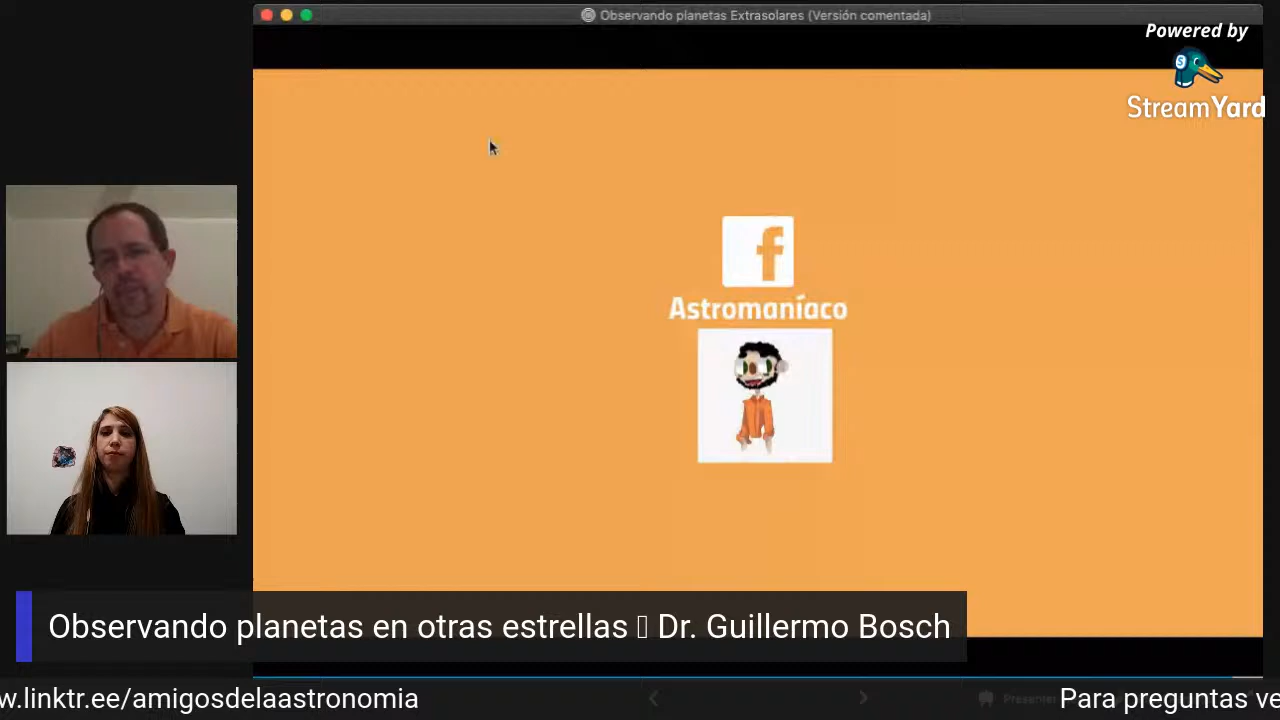 Observando planetas Extrasolares (Versión comentada)
Powered by
StreamYard
Astromaníaco
Observando planetas en otras estrellas Dr. Guillermo Bosch
w.linktr.ee/amigosdelaastronomia
Presenter
Para preguntas ve